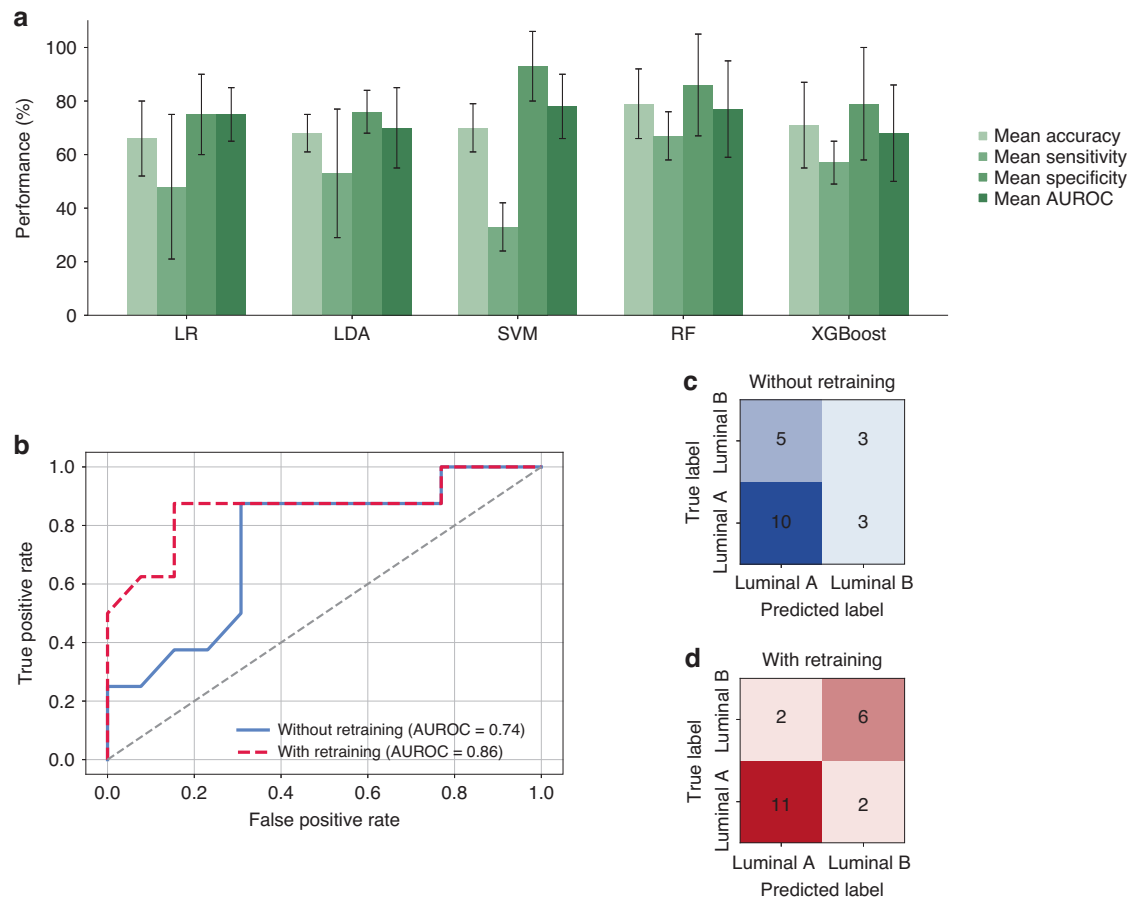 a
Performance (%)
100
80
60
40
20
0
LR
LDA
SVM
RF
XGBoost
Mean accuracy
Mean sensitivity
Mean specificity
Mean AUROC
b
True positive rate
1.0
0.8
0.6
0.4
0.2
0.0
0.0
0.2
0.4
0.6
0.8
1.0
False positive rate
Without retraining (AUROC = 0.74)
With retraining (AUROC = 0.86)
c
Without retraining
True label
Luminal B
Luminal A
5
3
10
3
Luminal A
Luminal B
Predicted label
d
With retraining
True label
Luminal B
Luminal A
2
6
11
2
Luminal A
Luminal B
Predicted label